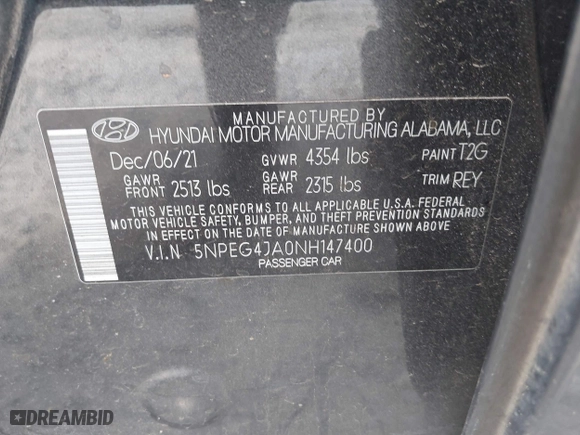 MANUFACTURED BY
HYUNDAI MOTOR MANUFACTURING ALABAMA, LLC
Dec/06/21 GVWR 4354 lbs PAINT T2G
GAWR FRONT 2513 lbs GAWR REAR 2315 lbs TRIM REY
THIS VEHICLE CONFORMS TO ALL APPLICABLE U.S.A. FEDERAL
MOTOR VEHICLE SAFETY, BUMPER, AND THEFT PREVENTION STANDARDS
IN EFFECT ON THE DATE OF MANUFACTURE SHOWN ABOVE.
V.I.N 5NPEG4JA0NH147400
PASSENGER CAR
DREAMBID